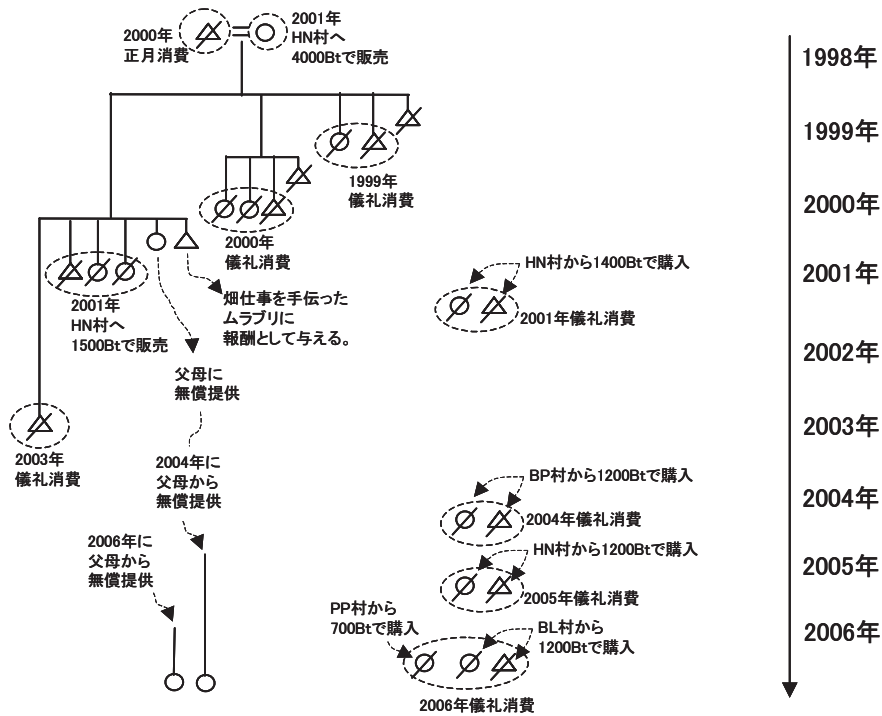 2000年
正月消費
2001年
HN村へ
4000Btで販売
1998年
1999年
1999年
儀礼消費
2000年
2000年
儀礼消費
HN村から1400Btで購入
2001年
2001年
HN村へ
1500Btで販売
畑仕事を手伝った
ムラブリに
報酬として与える。
2001年儀礼消費
2002年
父母に
無償提供
2003年
2003年
儀礼消費
2004年に
父母から
無償提供
BP村から1200Btで購入
2004年
2004年儀礼消費
2006年に
父母から
無償提供
HN村から1200Btで購入
2005年
2005年儀礼消費
PP村から
700Btで購入
BL村から
1200Btで購入
2006年
2006年儀礼消費